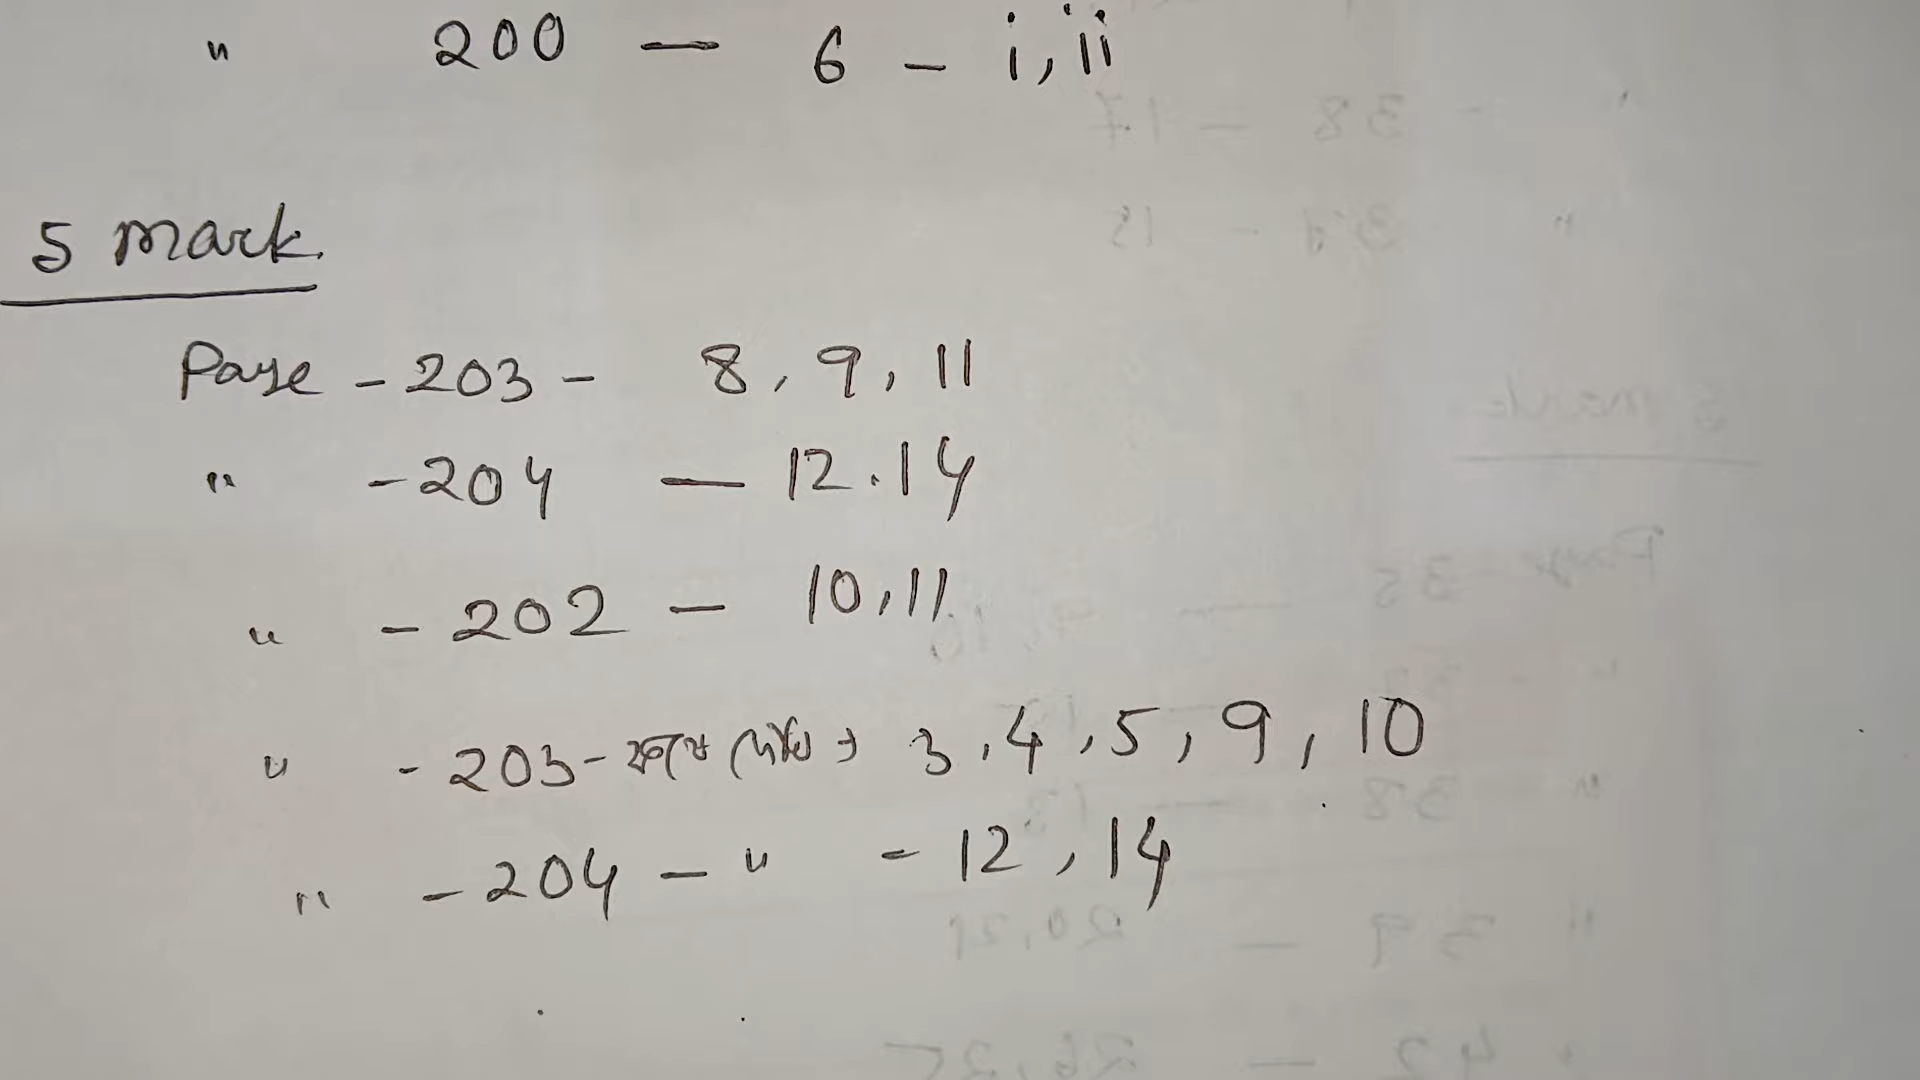 " 200 — 6 – i, ii
5 mark.
Page – 203 – 8, 9, 11
" – 204 — 12.14
" – 202 – 10, 11
" – 203 – 3, 4, 5, 9, 10
" – 204 – " – 12, 14